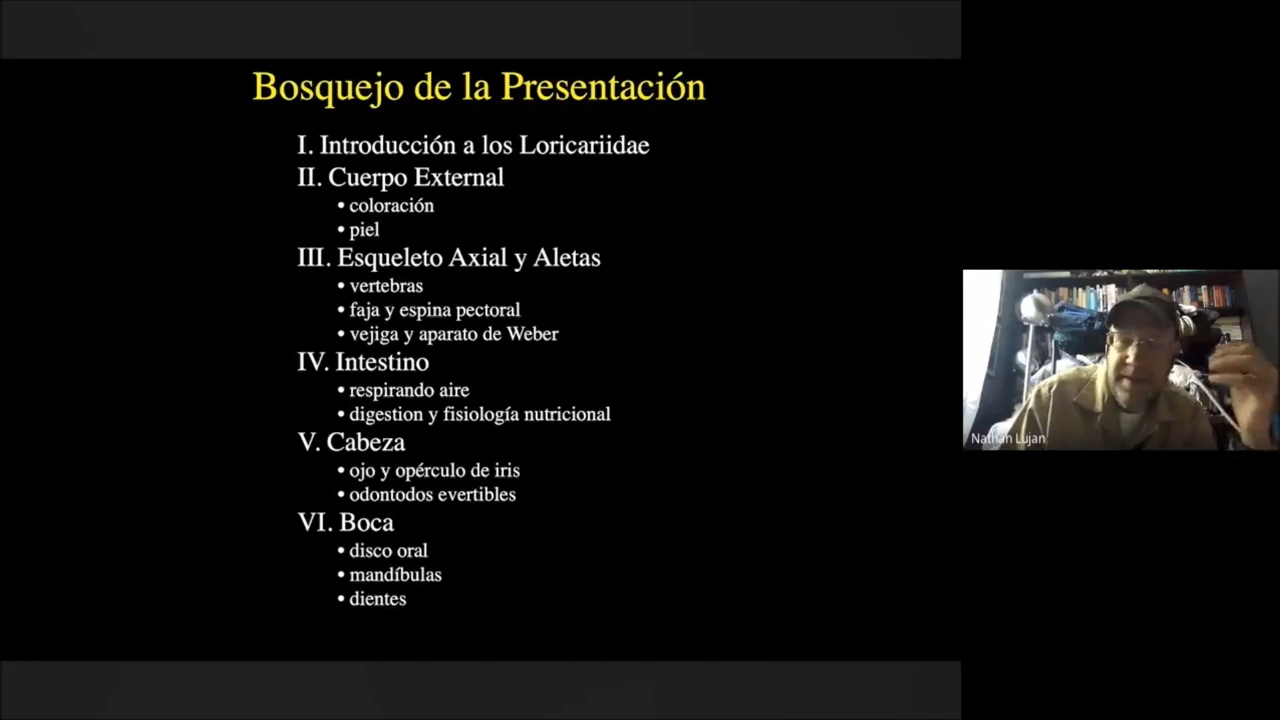 Bosquejo de la Presentación
I. Introducción a los Loricariidae
II. Cuerpo External
• coloración
• piel
III. Esqueleto Axial y Aletas
• vertebras
• faja y espina pectoral
• vejiga y aparato de Weber
IV. Intestino
• respirando aire
• digestion y fisiología nutricional
V. Cabeza
• ojo y opérculo de iris
• odontodos evertibles
VI. Boca
• disco oral
• mandíbulas
• dientes
Nathan Lujan